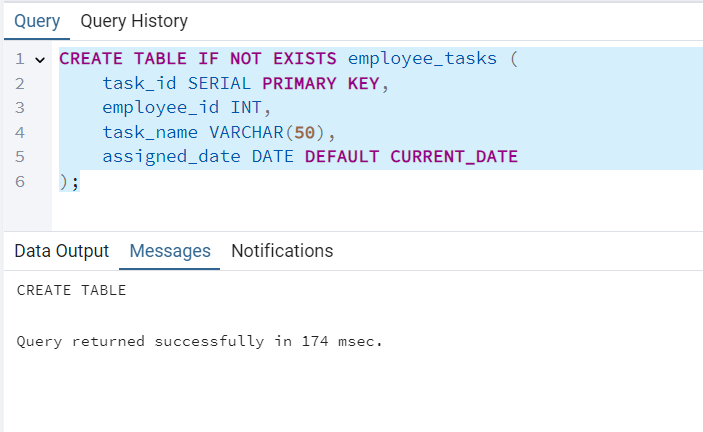 Query Query History
1 CREATE TABLE IF NOT EXISTS employee_tasks (
2 task_id SERIAL PRIMARY KEY,
3 employee_id INT,
4 task_name VARCHAR(50),
5 assigned_date DATE DEFAULT CURRENT_DATE
6 );
Data Output Messages Notifications
CREATE TABLE
Query returned successfully in 174 msec.